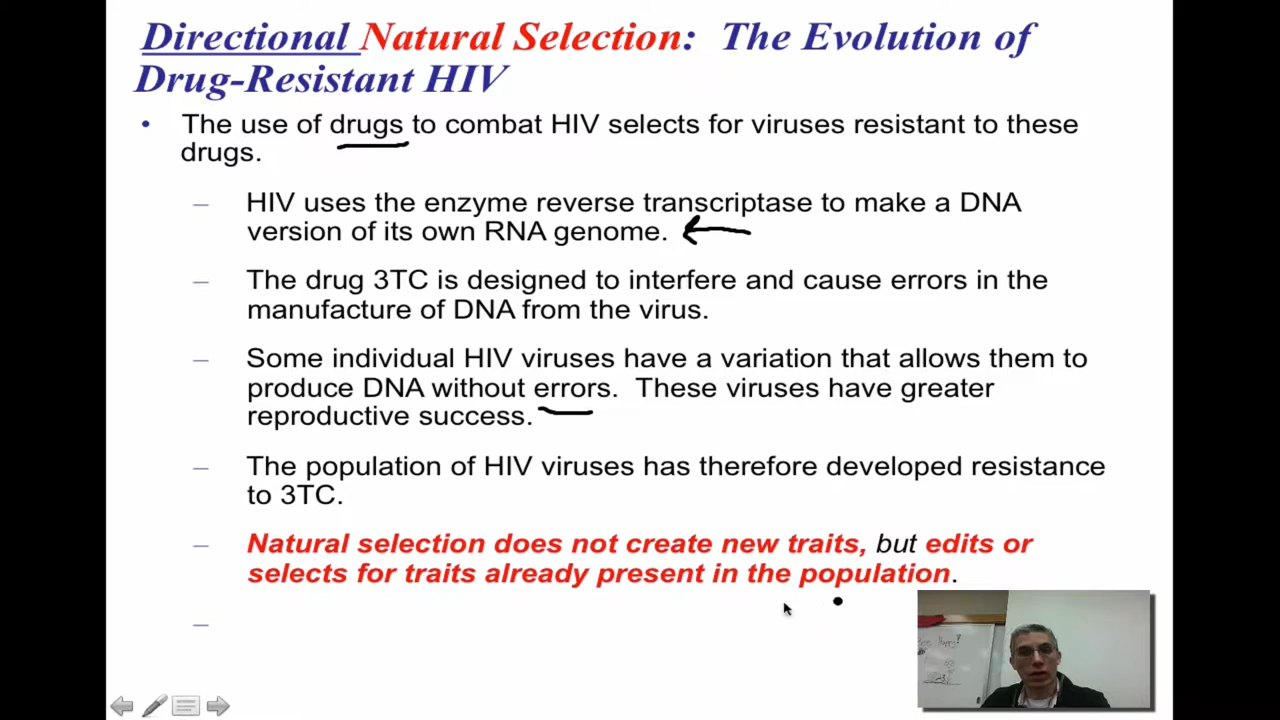 Directional Natural Selection: The Evolution of
Drug-Resistant HIV
• The use of drugs to combat HIV selects for viruses resistant to these
drugs.
– HIV uses the enzyme reverse transcriptase to make a DNA
version of its own RNA genome.
– The drug 3TC is designed to interfere and cause errors in the
manufacture of DNA from the virus.
– Some individual HIV viruses have a variation that allows them to
produce DNA without errors. These viruses have greater
reproductive success.
– The population of HIV viruses has therefore developed resistance
to 3TC.
– Natural selection does not create new traits, but edits or
selects for traits already present in the population.
–